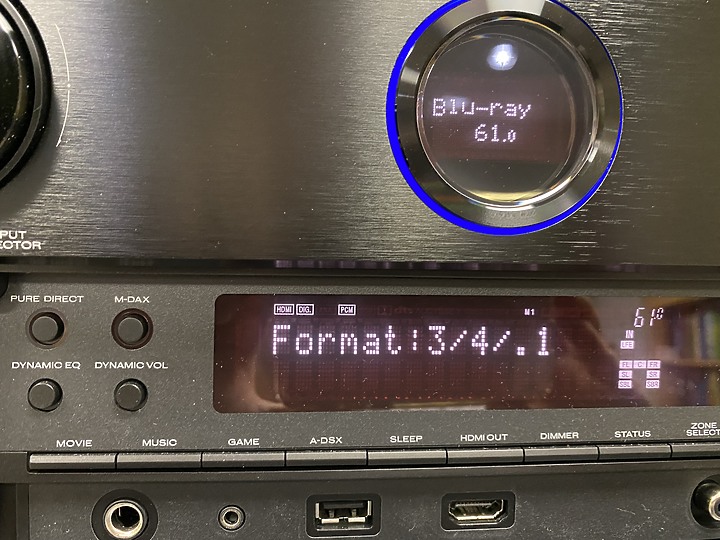 Blu-ray
61.0
PUT
ECTOR
PURE DIRECT
M-DAX
DYNAMIC EQ
DYNAMIC VOL
HDMI DIG. PCM M1
Format:3/4/.1
61.0
IN
LFE
FL C FR
SL SR
SBL SBR
MOVIE MUSIC GAME A-DSX SLEEP HDMI OUT DIMMER STATUS ZONE
SELECT